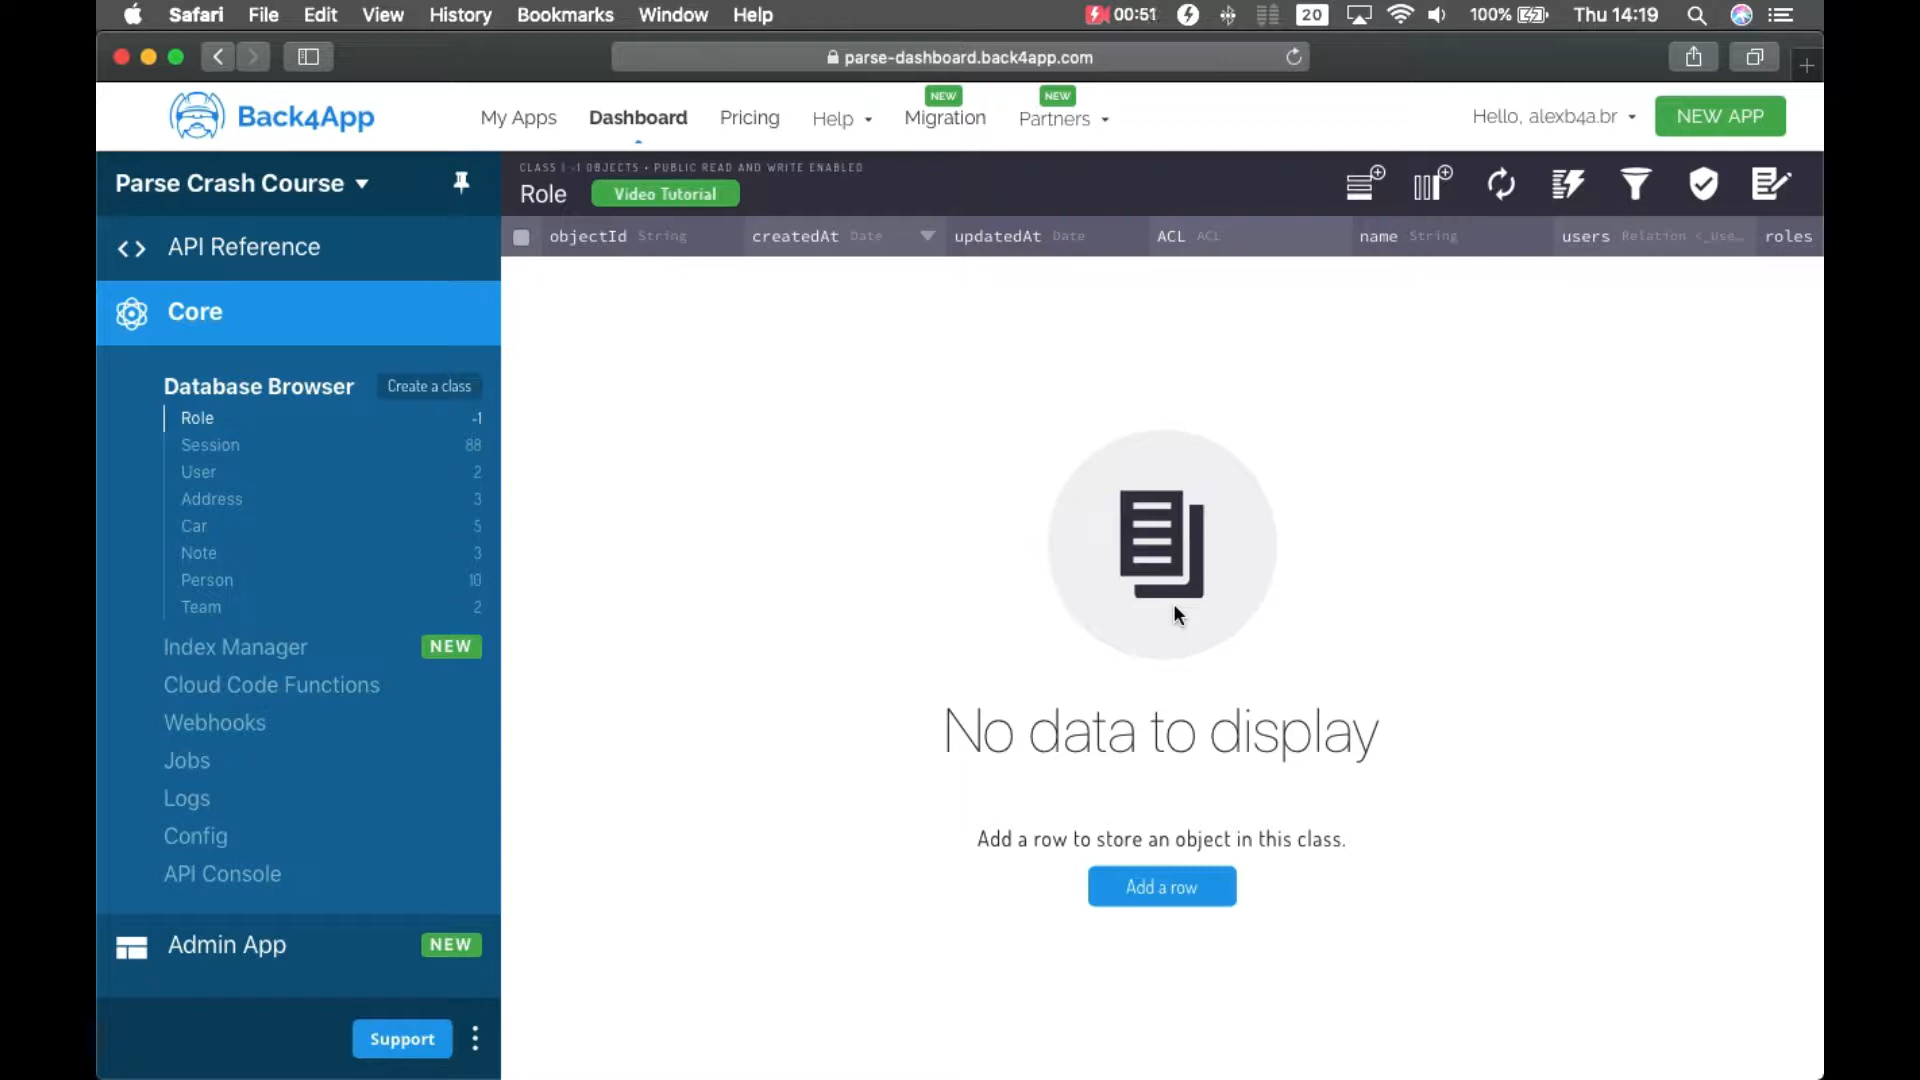 Safari File Edit View History Bookmarks Window Help 00:51 20 100% Thu 14:19
parse-dashboard.back4app.com
Back4App My Apps Dashboard Pricing Help NEW Migration NEW Partners Hello, alexb4a.br NEW APP
Parse Crash Course
CLASS | -1 OBJECTS • PUBLIC READ AND WRITE ENABLED
Role Video Tutorial
objectId String createdAt Date updatedAt Date ACL ACL name String users Relation <_Use… roles
API Reference
Core
Database Browser Create a class
Role -1
Session 88
User 2
Address 3
Car 5
Note 3
Person 10
Team 2
Index Manager NEW
Cloud Code Functions
Webhooks
Jobs
Logs
Config
API Console
Admin App NEW
Support
No data to display
Add a row to store an object in this class.
Add a row